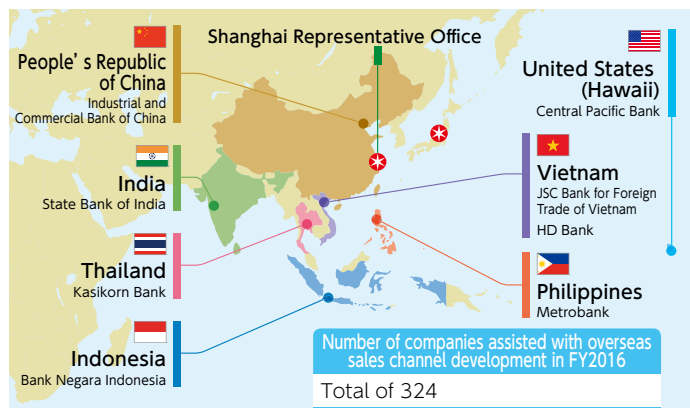 Shanghai Representative Office
People’s Republic
of China
Industrial and
Commercial Bank of China
India
State Bank of India
Thailand
Kasikorn Bank
Indonesia
Bank Negara Indonesia
United States
(Hawaii)
Central Pacific Bank
Vietnam
JSC Bank for Foreign
Trade of Vietnam
HD Bank
Philippines
Metrobank
Number of companies assisted with overseas
sales channel development in FY2016
Total of 324